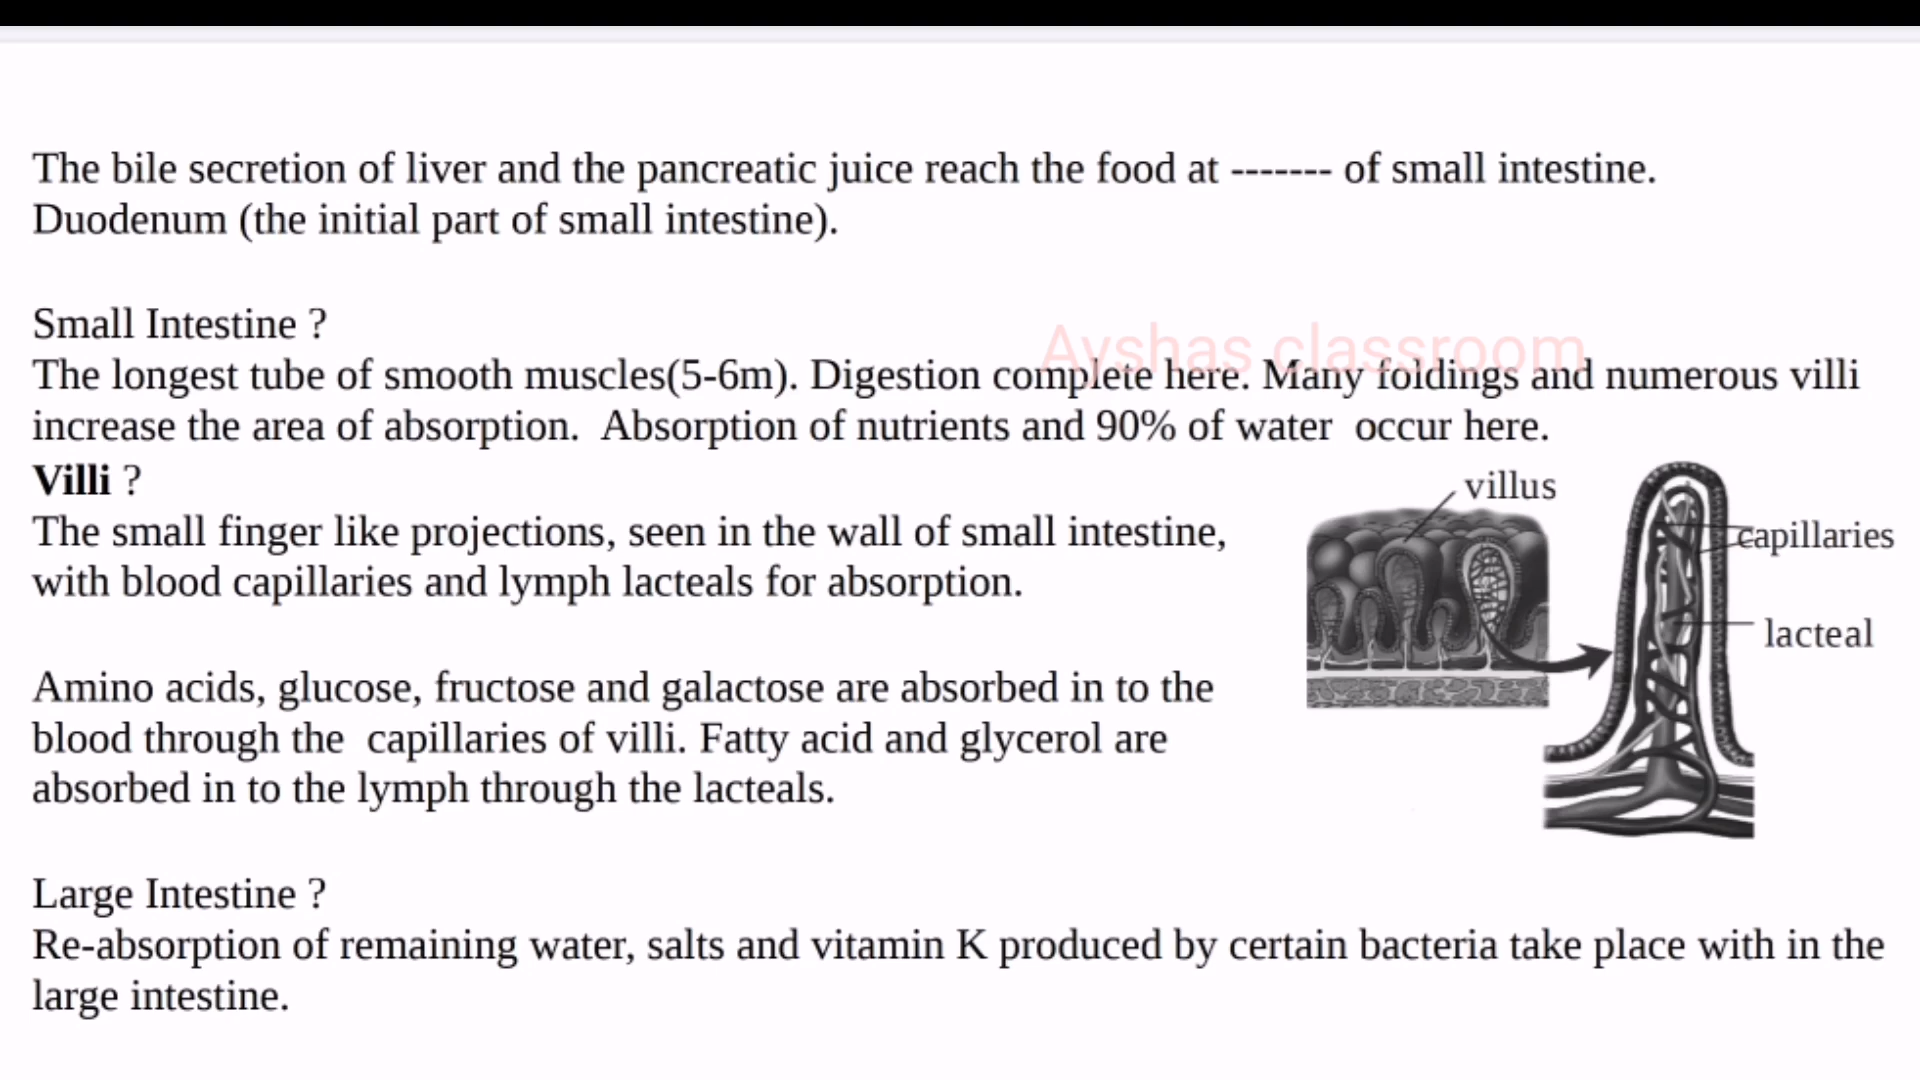 The bile secretion of liver and the pancreatic juice reach the food at ------- of small intestine.
Duodenum (the initial part of small intestine).
Small Intestine ?
Ayshas classroom
The longest tube of smooth muscles(5-6m). Digestion complete here. Many foldings and numerous villi
increase the area of absorption.  Absorption of nutrients and 90% of water  occur here.
Villi ?
The small finger like projections, seen in the wall of small intestine,
with blood capillaries and lymph lacteals for absorption.
villus
capillaries
lacteal
Amino acids, glucose, fructose and galactose are absorbed in to the
blood through the  capillaries of villi. Fatty acid and glycerol are
absorbed in to the lymph through the lacteals.
Large Intestine ?
Re-absorption of remaining water, salts and vitamin K produced by certain bacteria take place with in the
large intestine.